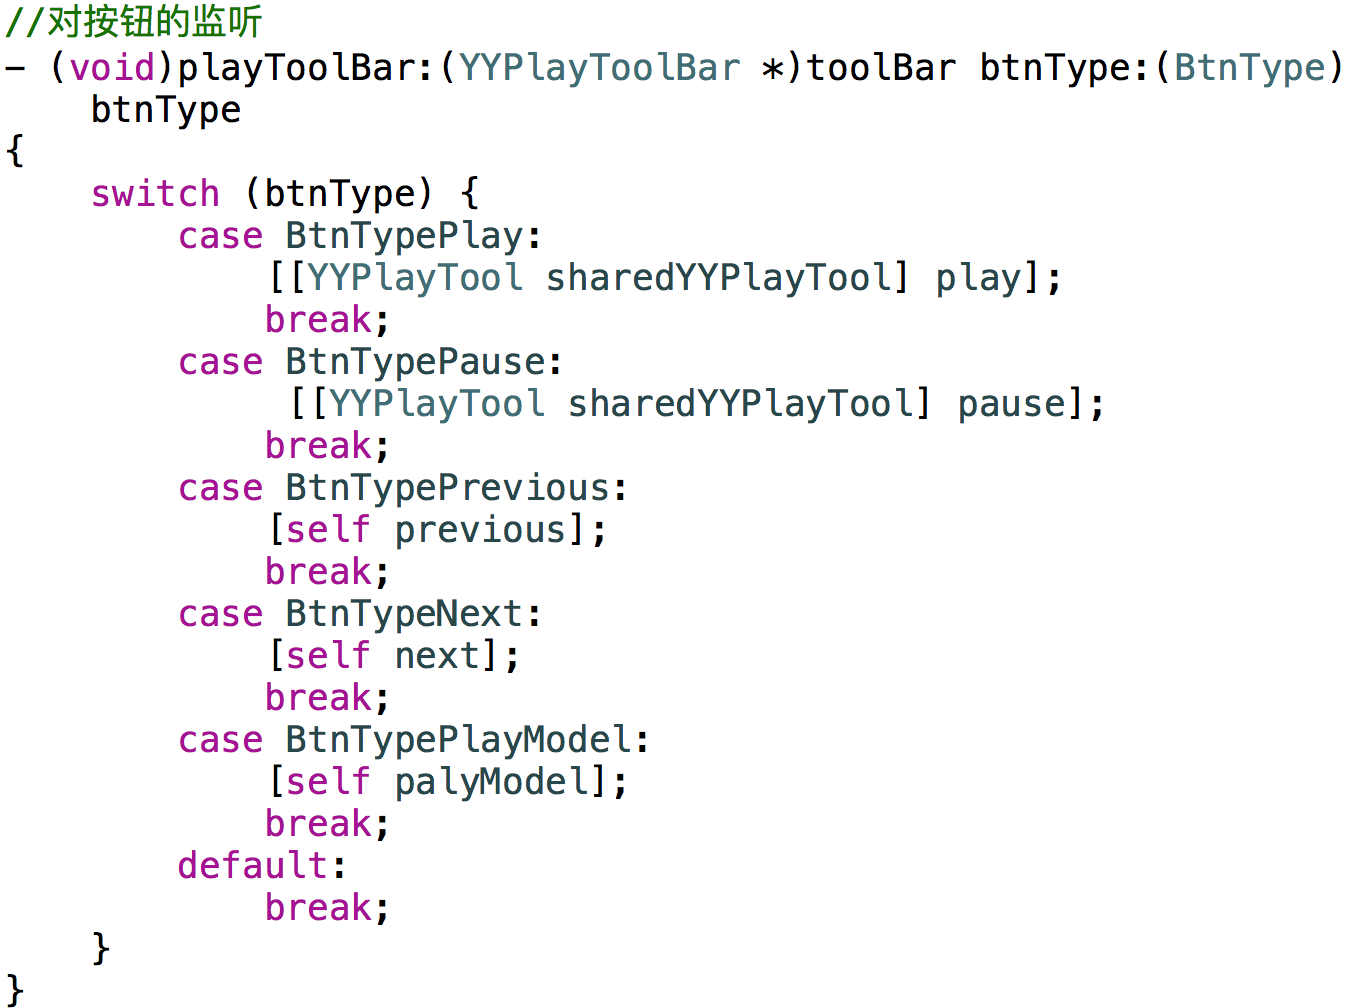 //对按钮的监听
- (void)playToolBar:(YYPlayToolBar *)toolBar btnType:(BtnType)
    btnType
{
    switch (btnType) {
        case BtnTypePlay:
            [[YYPlayTool sharedYYPlayTool] play];
            break;
        case BtnTypePause:
             [[YYPlayTool sharedYYPlayTool] pause];
            break;
        case BtnTypePrevious:
            [self previous];
            break;
        case BtnTypeNext:
            [self next];
            break;
        case BtnTypePlayModel:
            [self palyModel];
            break;
        default:
            break;
    }
}